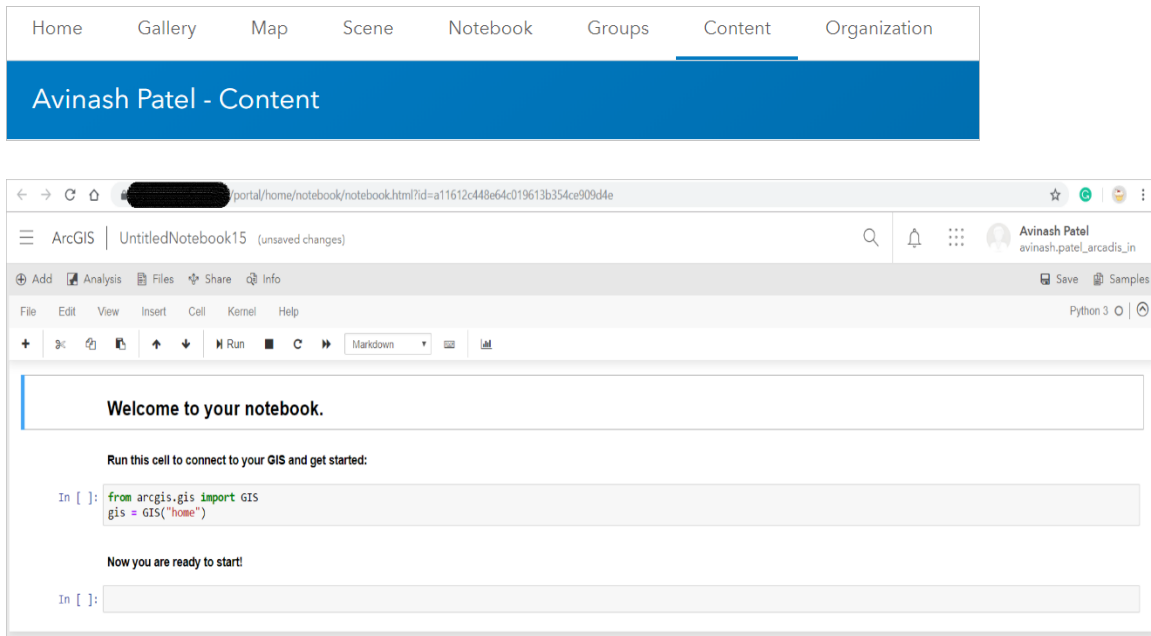 Home Gallery Map Scene Notebook Groups Content Organization
Avinash Patel - Content
/portal/home/notebook/notebook.html?id=a11612c448e64c019613b354ce909d4e
ArcGIS UntitledNotebook15 (unsaved changes) Avinash Patel
avinash.patel_arcadis_in
Add Analysis Files Share Info Save Samples
File Edit View Insert Cell Kernel Help Python 3
Run Markdown
Welcome to your notebook.
Run this cell to connect to your GIS and get started:
In [ ]: from arcgis.gis import GIS
gis = GIS("home")
Now you are ready to start!
In [ ]: